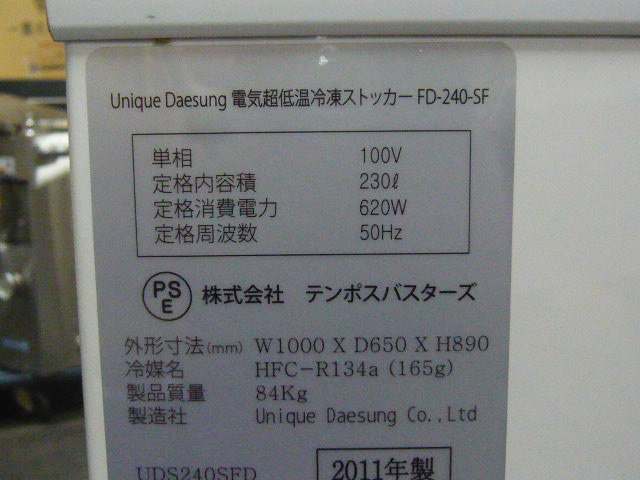 Unique Daesung 電気超低温冷凍ストッカー FD-240-SF
単相 100V
定格内容積 230ℓ
定格消費電力 620W
定格周波数 50Hz
PS
E
株式会社 テンポスバスターズ
外形寸法(mm) W1000 X D650 X H890
冷媒名 HFC-R134a (165g)
製品質量 84Kg
製造社 Unique Daesung Co.,Ltd
UDS240SFD 2011年製